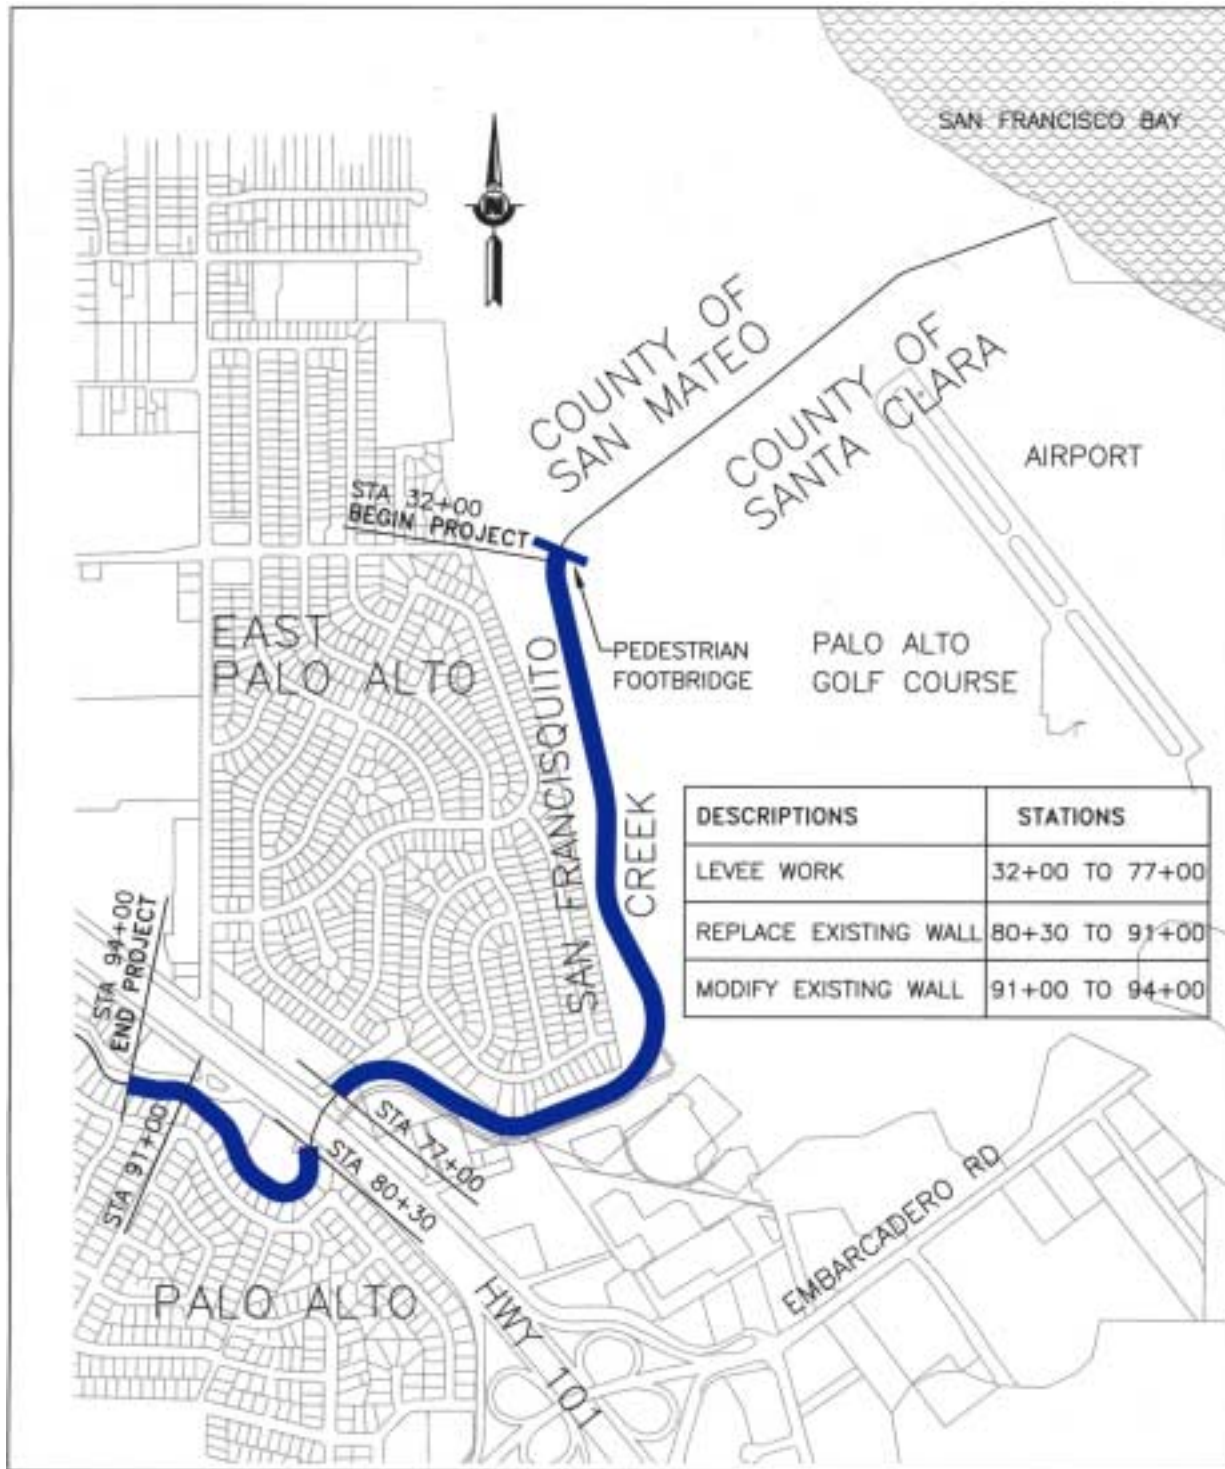 SAN FRANCISCO BAY
N
COUNTY OF
SAN MATEO
COUNTY OF
SANTA CLARA
AIRPORT
STA 32+00
BEGIN PROJECT
EAST
PALO ALTO
PEDESTRIAN
FOOTBRIDGE
PALO ALTO
GOLF COURSE
SAN FRANCISQUITO
CREEK
DESCRIPTIONS STATIONS
LEVEE WORK 32+00 TO 77+00
REPLACE EXISTING WALL 80+30 TO 91+00
MODIFY EXISTING WALL 91+00 TO 94+00
STA 94+00
END PROJECT
STA 91+00
STA 77+00
STA 80+30
EMBARCADERO RD
PALO ALTO
HWY 101